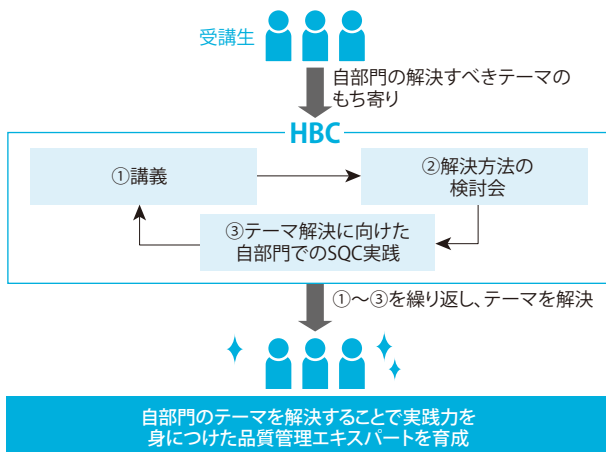 受講生
自部門の解決すべきテーマの
もち寄り
HBC
①講義
②解決方法の
検討会
③テーマ解決に向けた
自部門でのSQC実践
①～③を繰り返し、テーマを解決
自部門のテーマを解決することで実践力を
身につけた品質管理エキスパートを育成